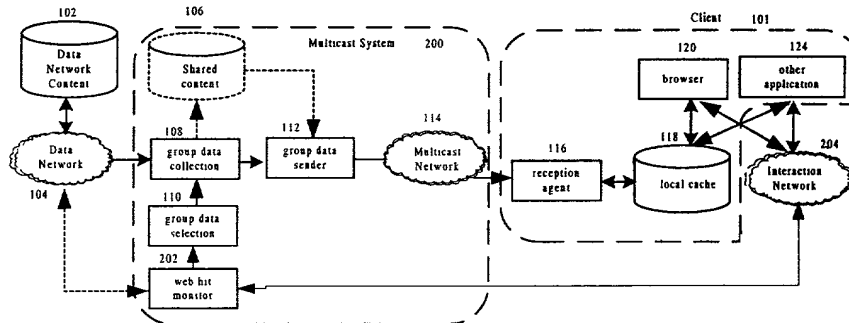 102
106
Client 101
Data
Network
Content
Shared
content
Multicast System 200
120
browser
124
other
application
108
112
114
118
204
Data
Network
104
group data
collection
group data
sender
Multicast
Network
116
reception
agent
local cache
Interaction
Network
110
group data
selection
202
web hit
monitor